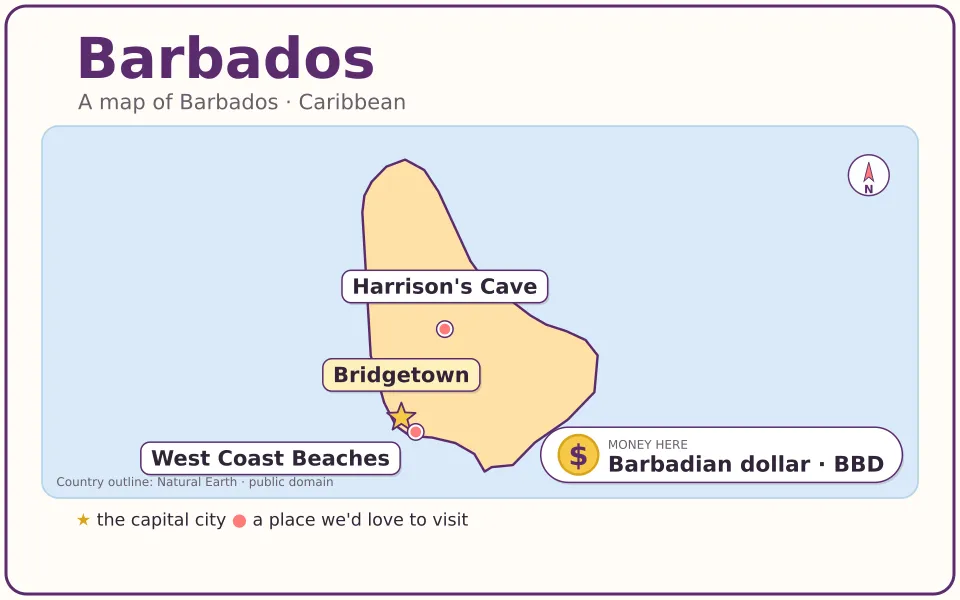 Barbados
A map of Barbados · Caribbean
N
Harrison's Cave
Bridgetown
West Coast Beaches
$
MONEY HERE
Barbadian dollar · BBD
Country outline: Natural Earth · public domain
★ the capital city ● a place we'd love to visit